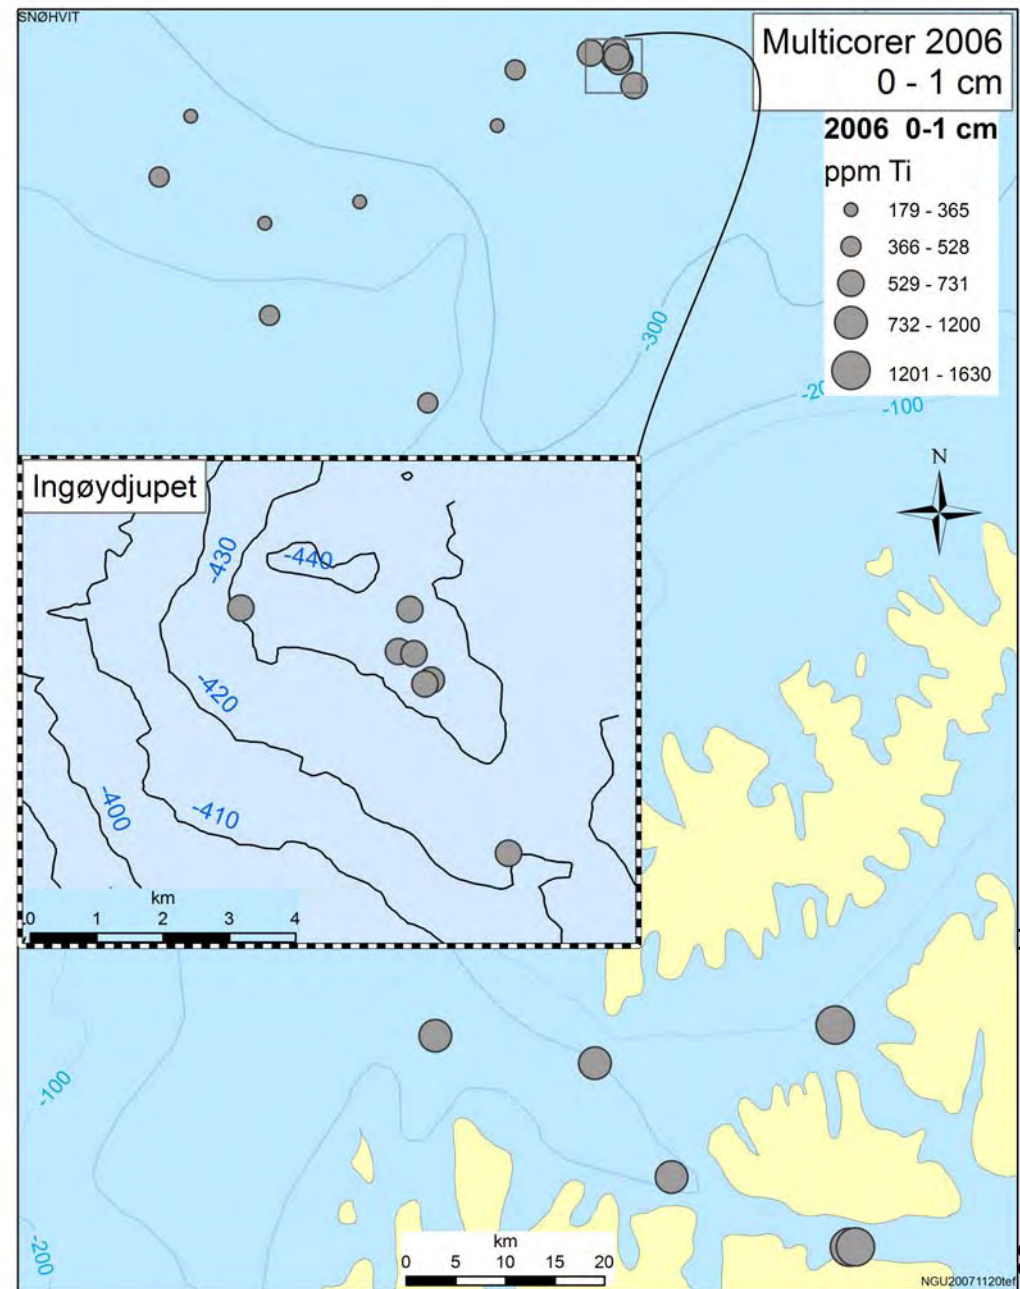 SNØHVIT
Multicorer 2006
0 - 1 cm
2006 0-1 cm
ppm Ti
179 - 365
366 - 528
529 - 731
732 - 1200
1201 - 1630
-300
-100
N
Ingøydjupet
-430
-440
-420
-400
-410
km
0 1 2 3 4
-100
-200
km
0 5 10 15 20
NGU20071120tef